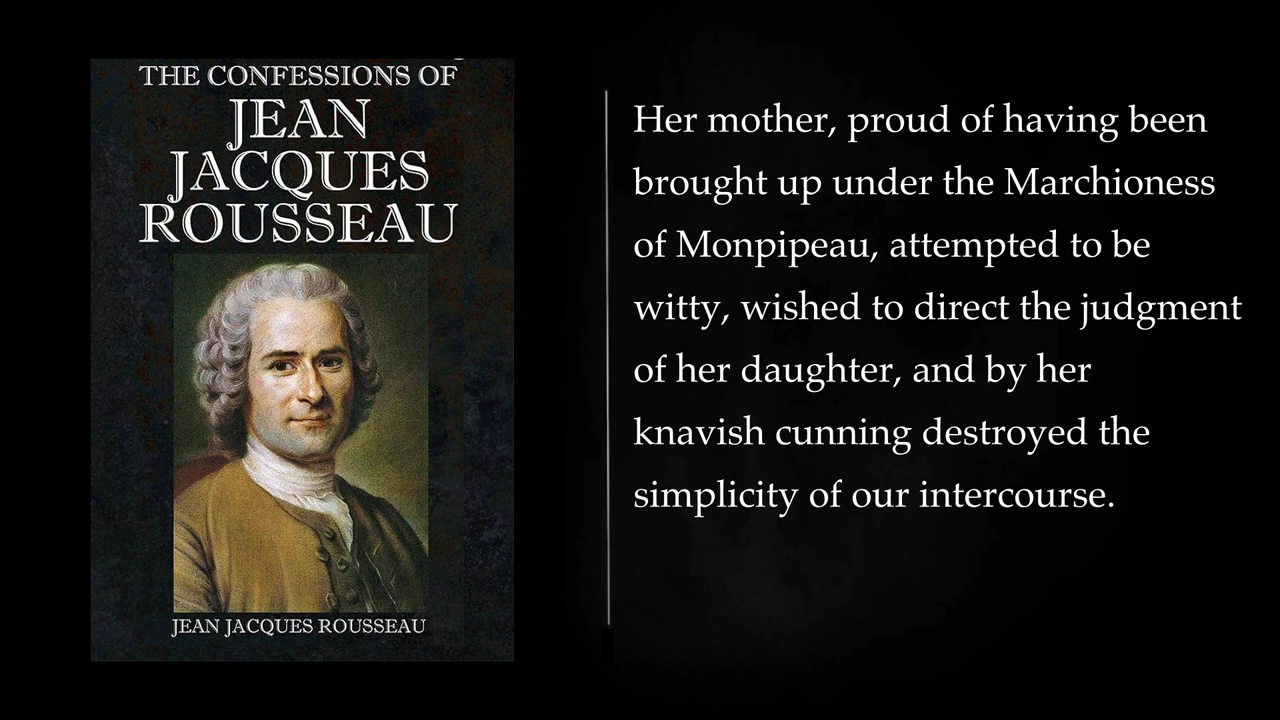 THE CONFESSIONS OF
JEAN
JACQUES
ROUSSEAU
JEAN JACQUES ROUSSEAU
Her mother, proud of having been
brought up under the Marchioness
of Monpipeau, attempted to be
witty, wished to direct the judgment
of her daughter, and by her
knavish cunning destroyed the
simplicity of our intercourse.